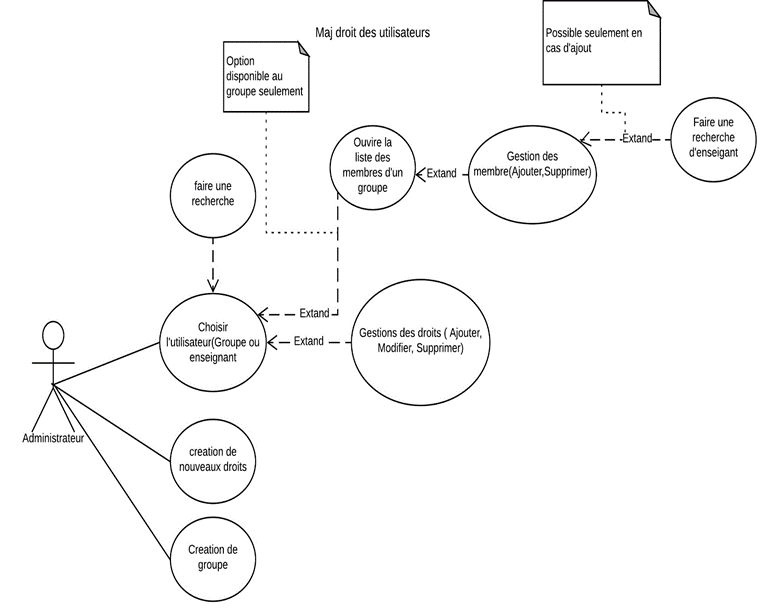 Maj droit des utilisateurs
Possible seulement en
cas d'ajout
Option
disponible au
groupe seulement
Faire une
recherche
d'enseigant
Extand
Ouvire la
liste des
membres d'un
groupe
Extand
Gestion des
membre(Ajouter,Supprimer)
faire une
recherche
Extand
Choisir
l'utilisateur(Groupe ou
enseignant
Extand
Gestions des droits ( Ajouter,
Modifier, Supprimer)
Administrateur
creation de
nouveaux droits
Creation de
groupe